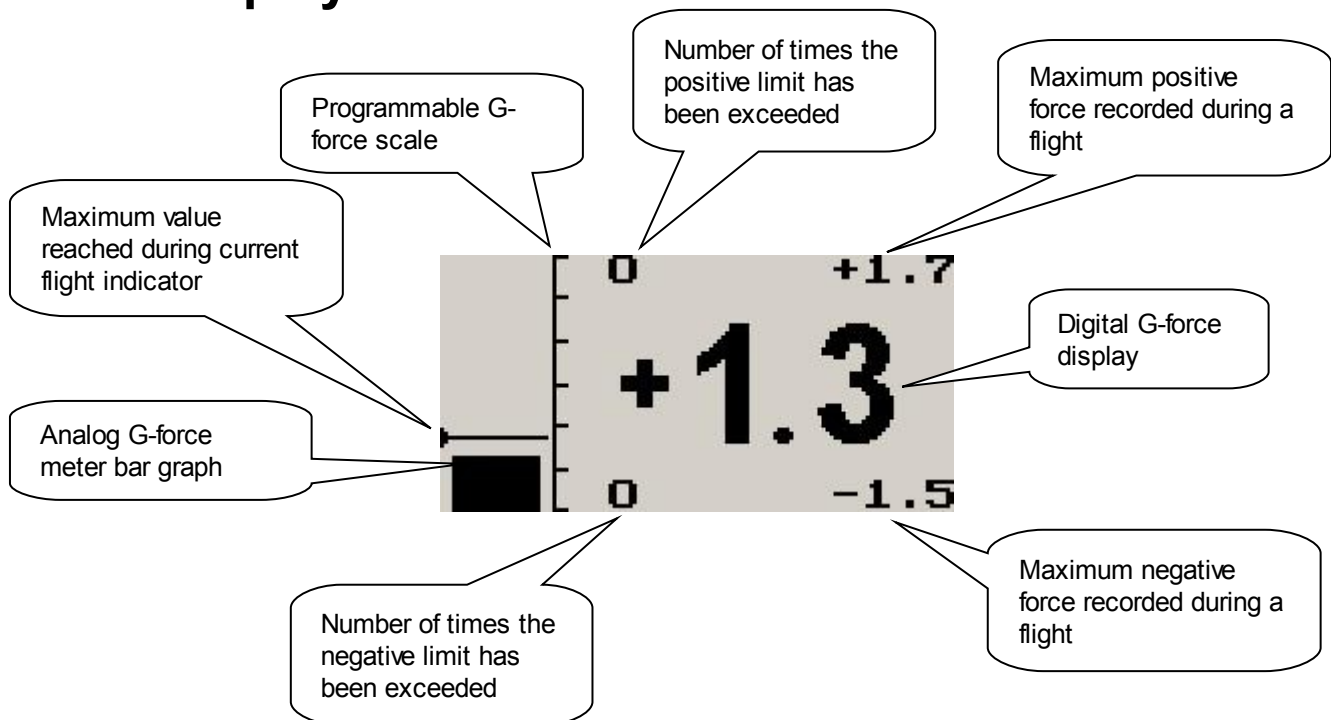 Number of times the
positive limit has
been exceeded
Maximum positive
force recorded during a
flight
Programmable G-
force scale
Maximum value
reached during current
flight indicator
0
+1.7
+1.3
Digital G-force
display
Analog G-force
meter bar graph
0
-1.5
Maximum negative
force recorded during a
flight
Number of times the
negative limit has
been exceeded